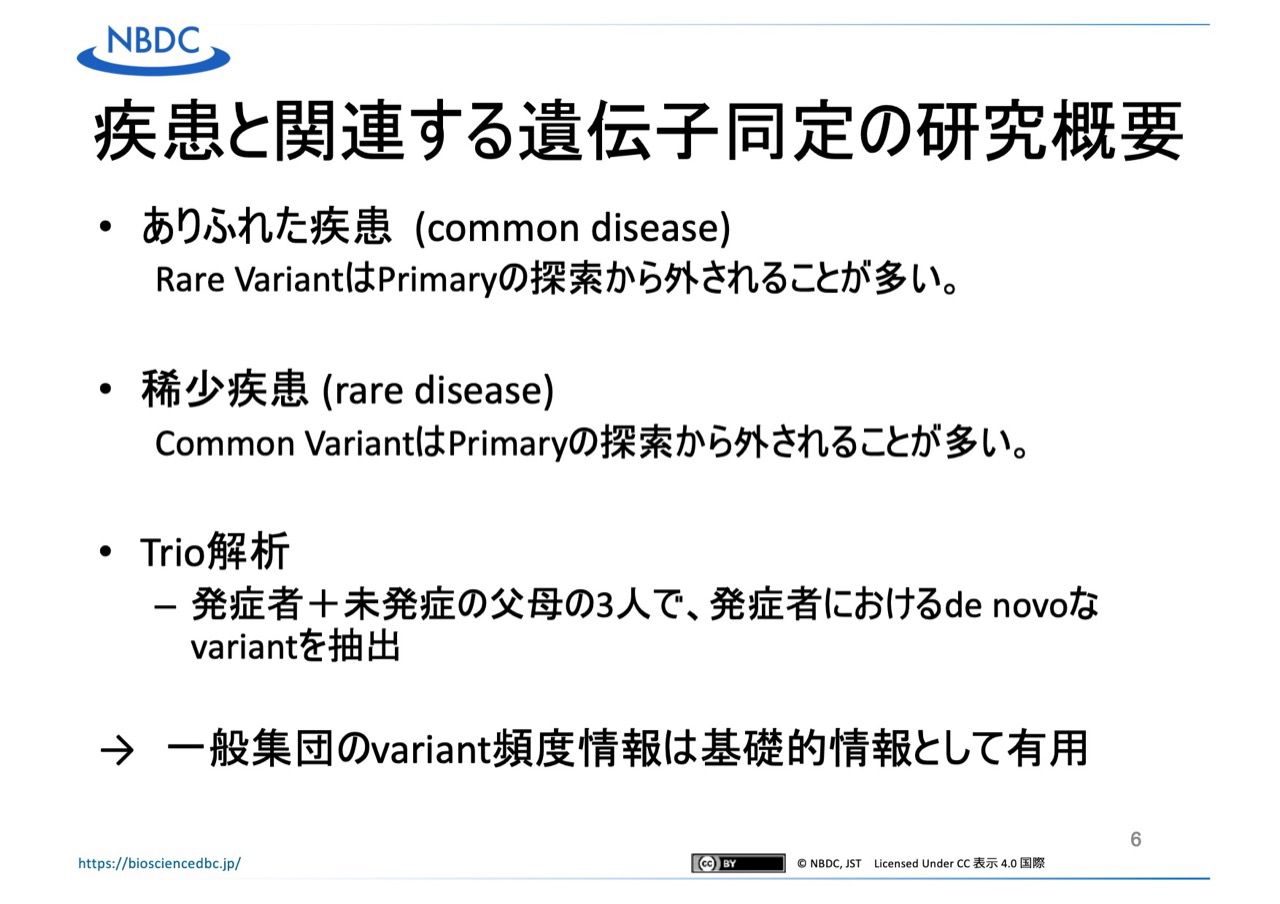 NBDC
疾患と関連する遺伝子同定の研究概要
• ありふれた疾患 (common disease)
Rare VariantはPrimaryの探索から外されることが多い。
• 稀少疾患 (rare disease)
Common VariantはPrimaryの探索から外されることが多い。
• Trio解析
– 発症者＋未発症の父母の3人で、発症者におけるde novoな
variantを抽出
→ 一般集団のvariant頻度情報は基礎的情報として有用
6
https://biosciencedbc.jp/
cc BY © NBDC, JST Licensed Under CC 表示 4.0 国際